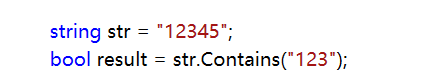 string str = "12345";
bool result = str.Contains("123");